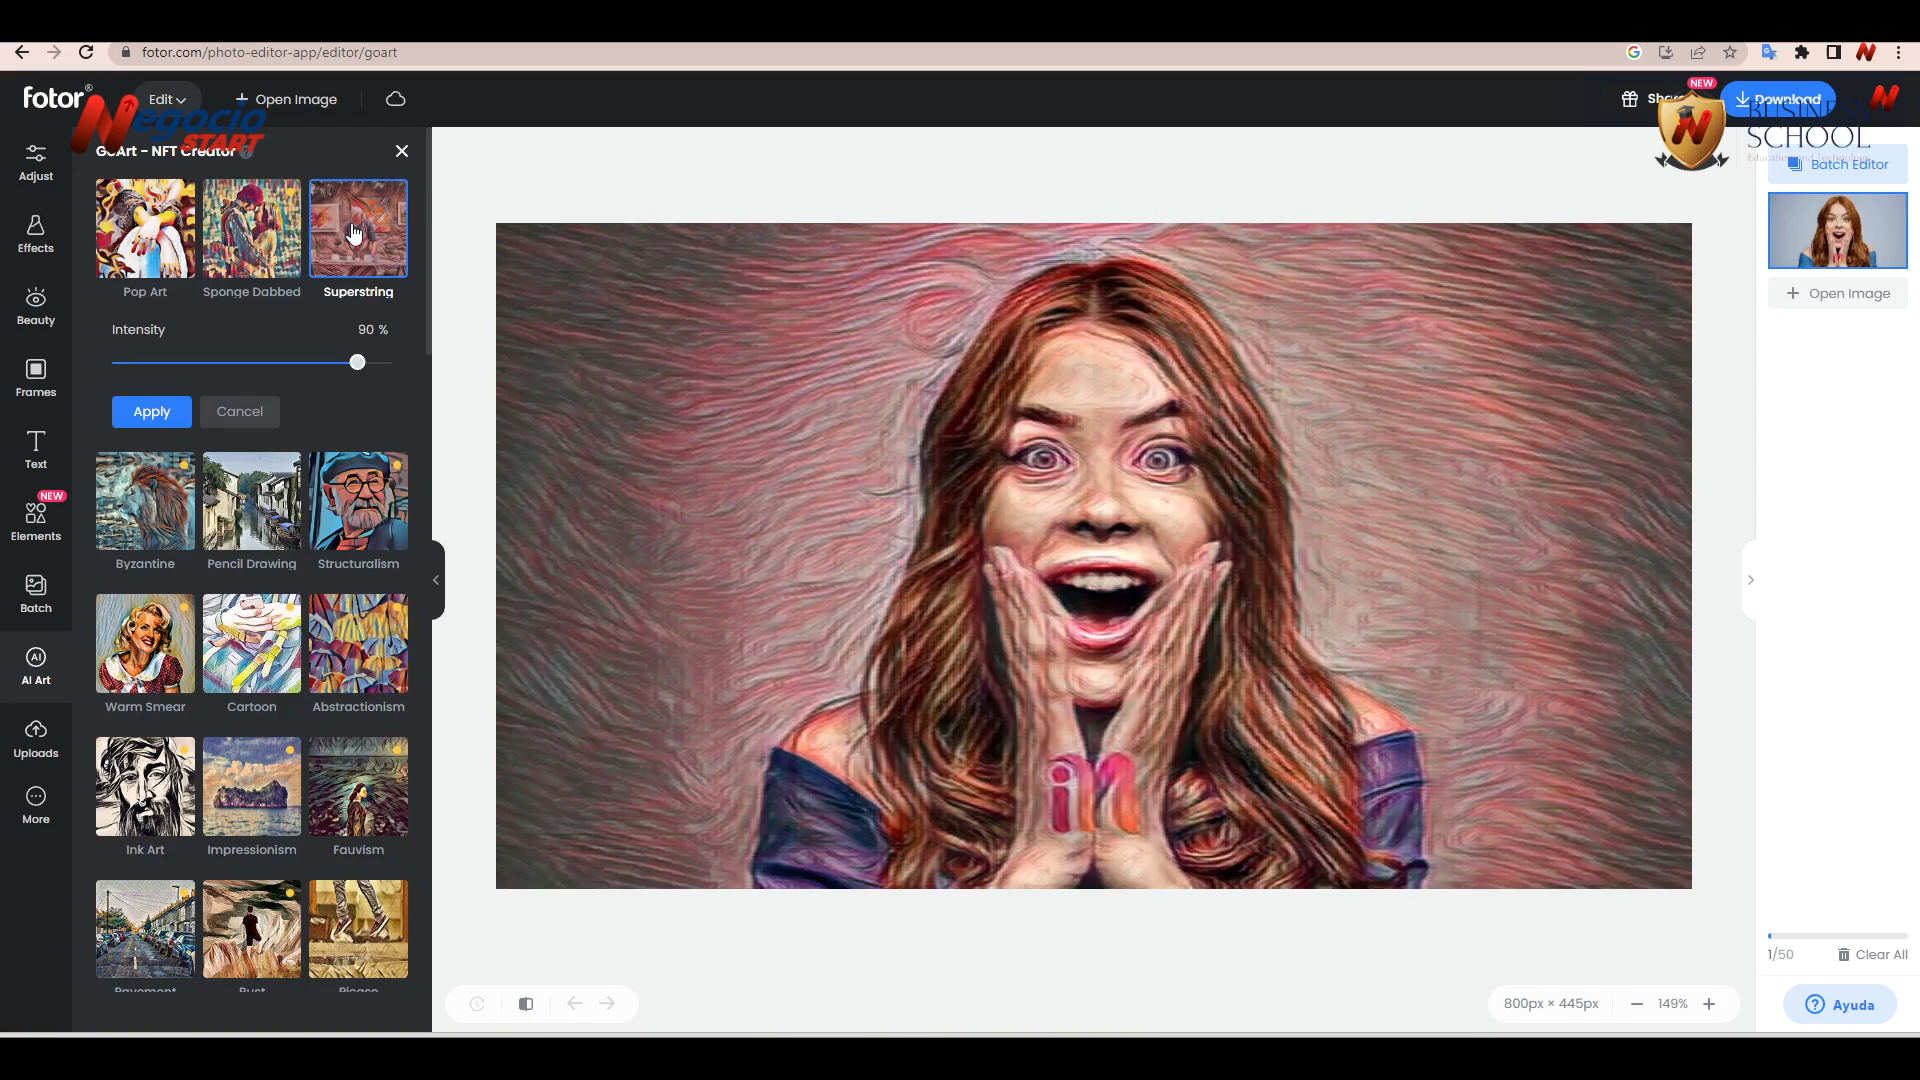 fotor.com/photo-editor-app/editor/goart
fotor®
Edit
Open Image
NEW
Download
Negocio
START
BUSINE
SCHOOL
Adjust
Effects
Beauty
Frames
Text
NEW
Elements
Batch
AI
AI Art
Uploads
More
GoArt - NFT Creator
Pop Art
Sponge Dabbed
Superstring
Intensity
90 %
Apply
Cancel
Byzantine
Pencil Drawing
Structuralism
Warm Smear
Cartoon
Abstractionism
Ink Art
Impressionism
Fauvism
in
800px × 445px
149%
Batch Editor
Open Image
1/50
Clear All
Ayuda